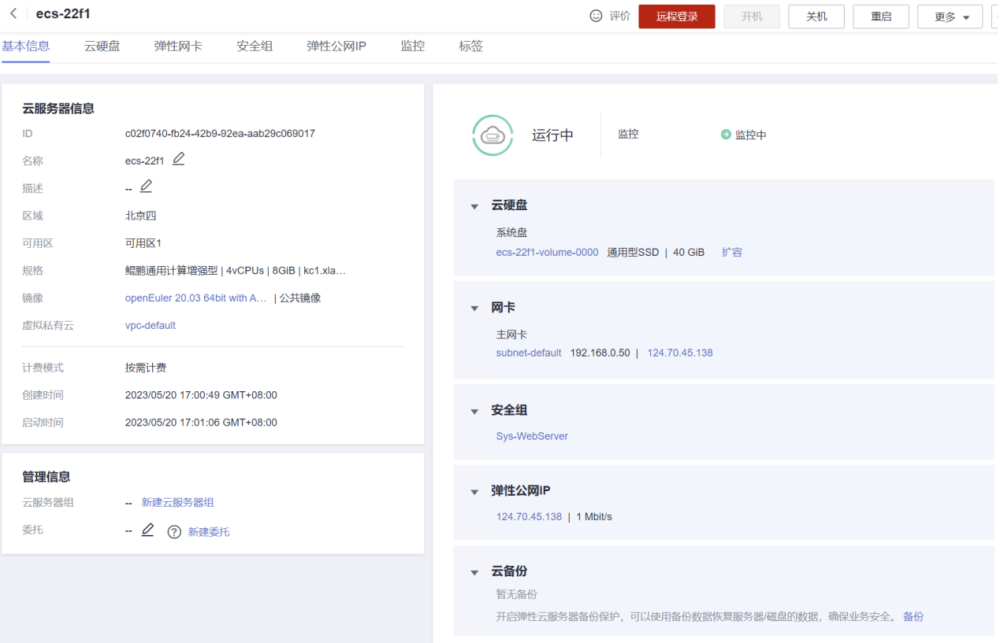 ecs-22f1
评价
远程登录
开机
关机
重启
更多
基本信息 云硬盘 弹性网卡 安全组 弹性公网IP 监控 标签
云服务器信息
ID c02f0740-fb24-42b9-92ea-aab29c069017
名称 ecs-22f1
描述 --
区域 北京四
可用区 可用区1
规格 鲲鹏通用计算增强型 | 4vCPUs | 8GiB | kc1.xla...
镜像 openEuler 20.03 64bit with A... | 公共镜像
虚拟私有云 vpc-default
计费模式 按需计费
创建时间 2023/05/20 17:00:49 GMT+08:00
启动时间 2023/05/20 17:01:06 GMT+08:00
管理信息
云服务器组 -- 新建云服务器组
委托 -- ? 新建委托
运行中 监控 监控中
云硬盘
系统盘
ecs-22f1-volume-0000 通用型SSD | 40 GiB 扩容
网卡
主网卡
subnet-default 192.168.0.50 | 124.70.45.138
安全组
Sys-WebServer
弹性公网IP
124.70.45.138 | 1 Mbit/s
云备份
暂无备份
开启弹性云服务器备份保护，可以使用备份数据恢复服务器/磁盘的数据，确保业务安全。 备份